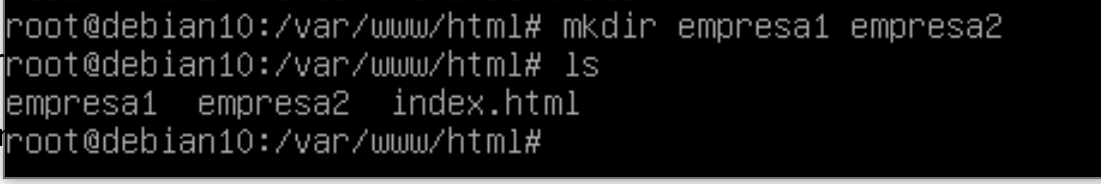 root@debian10:/var/www/html# mkdir empresa1 empresa2
root@debian10:/var/www/html# ls
empresa1  empresa2  index.html
root@debian10:/var/www/html#